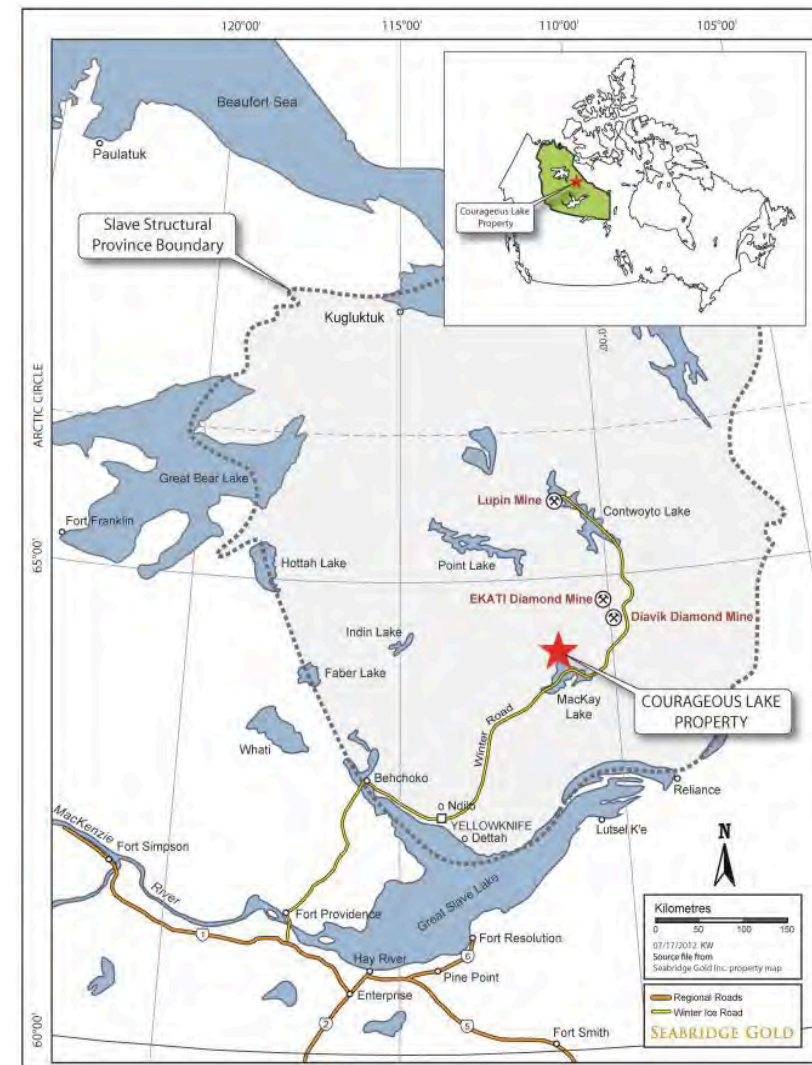 120°00'
115°00'
110°00'
105°00'
Beaufort Sea
Paulatuk
Courageous Lake
Property
Slave Structural
Province Boundary
Kugluktuk
ARCTIC CIRCLE
Great Bear Lake
Fort Franklin
65°00'
Lupin Mine
Contwoyto Lake
Hottah Lake
Point Lake
EKATI Diamond Mine
Diavik Diamond Mine
Indin Lake
Faber Lake
MacKay
Lake
COURAGEOUS LAKE
PROPERTY
Whati
Winter Road
Behchoko
Ndilo
YELLOWKNIFE
Dettah
Reliance
Lutsel K'e
MacKenzie
River
Fort Simpson
Great Slave Lake
N
Fort Providence
1
Fort Resolution
6
Hay River
Pine Point
Enterprise
2
5
Fort Smith
60°00'
Kilometres
0 50 100 150
07/17/2012 KW
Source file from
Seabridge Gold Inc. property map
Regional Roads
Winter Ice Road
SEABRIDGE GOLD